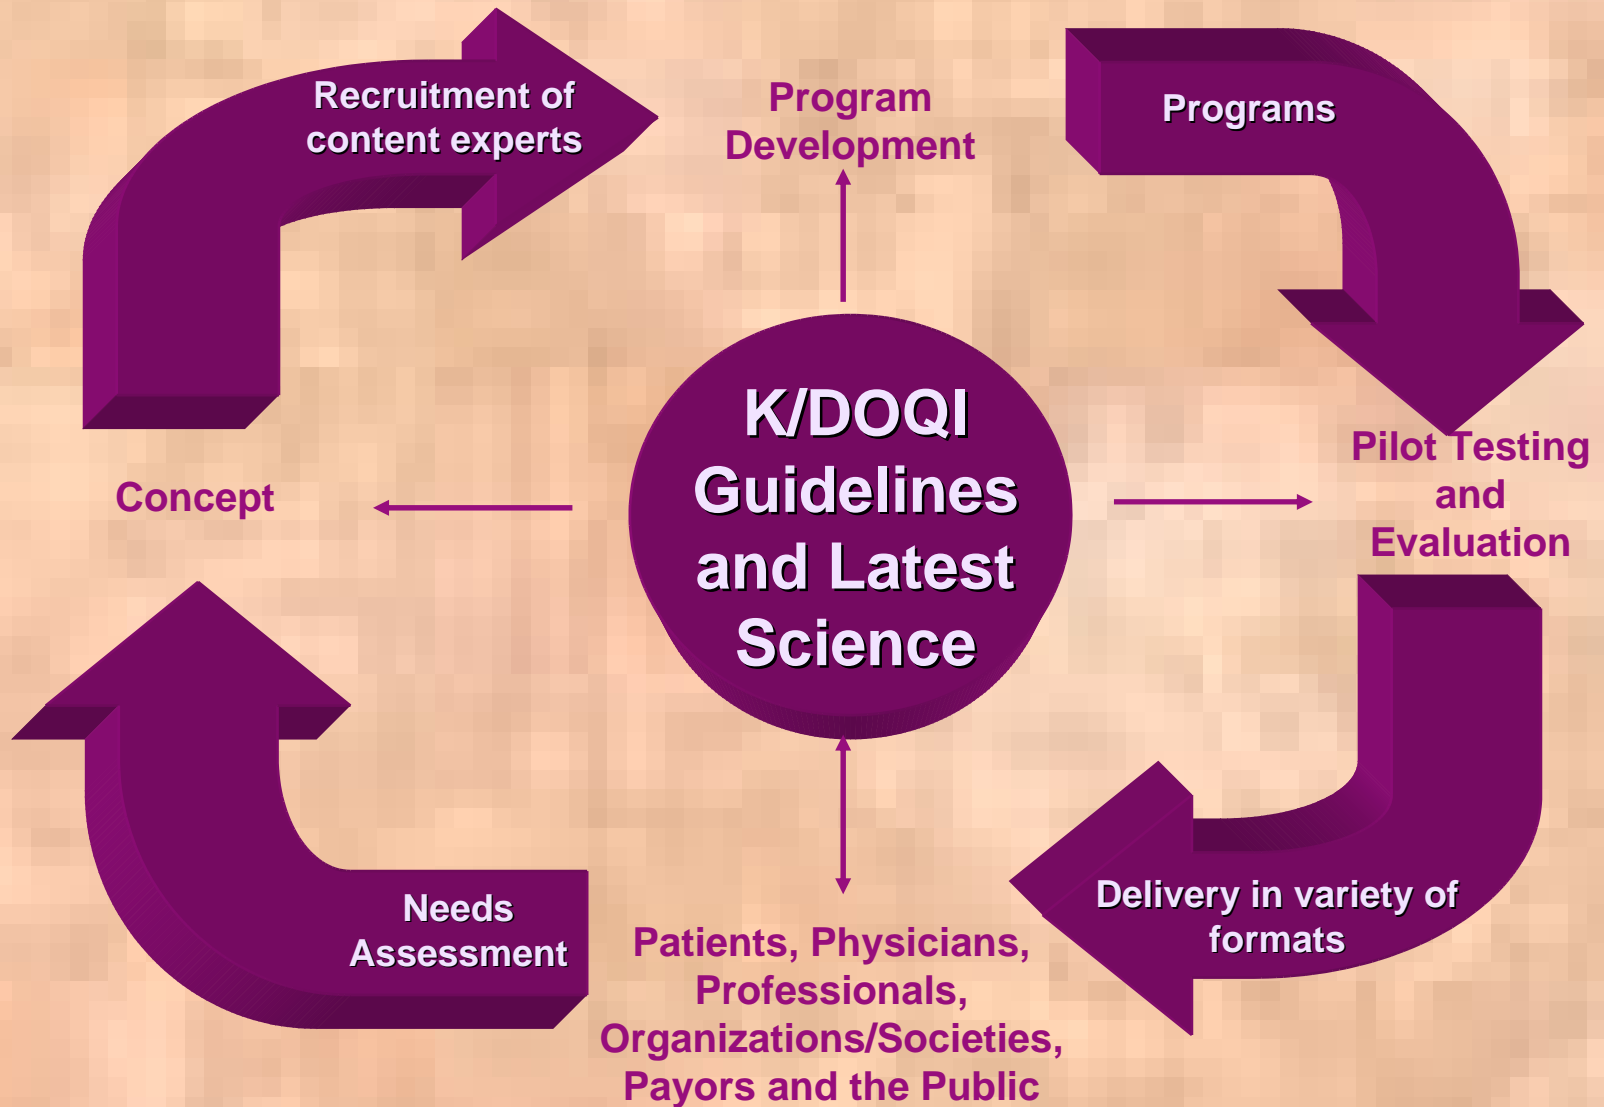 Recruitment of
content experts
Program
Development
Programs
K/DOQI
Guidelines
and Latest
Science
Concept
Pilot Testing
and
Evaluation
Needs
Assessment
Patients, Physicians,
Professionals,
Organizations/Societies,
Payors and the Public
Delivery in variety of
formats